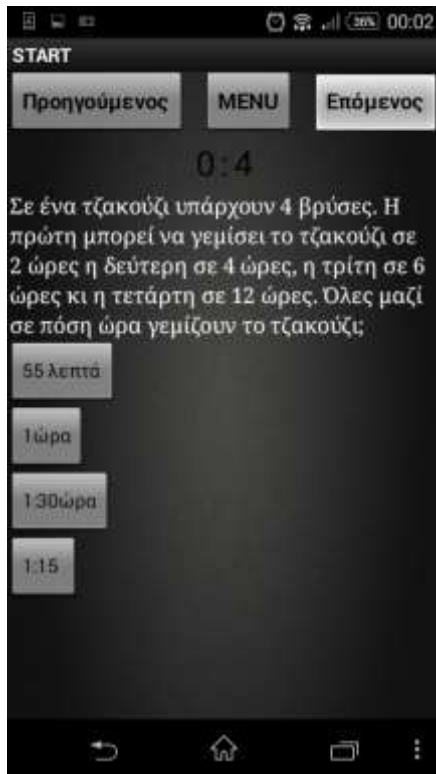 36% 00:02
START
Προηγούμενος MENU Επόμενος
0:4
Σε ένα τζακούζι υπάρχουν 4 βρύσες. Η
πρώτη μπορεί να γεμίσει το τζακούζι σε
2 ώρες η δεύτερη σε 4 ώρες, η τρίτη σε 6
ώρες κι η τετάρτη σε 12 ώρες. Όλες μαζί
σε πόση ώρα γεμίζουν το τζακούζι;
55 λεπτά
1ώρα
1:30ώρα
1:15